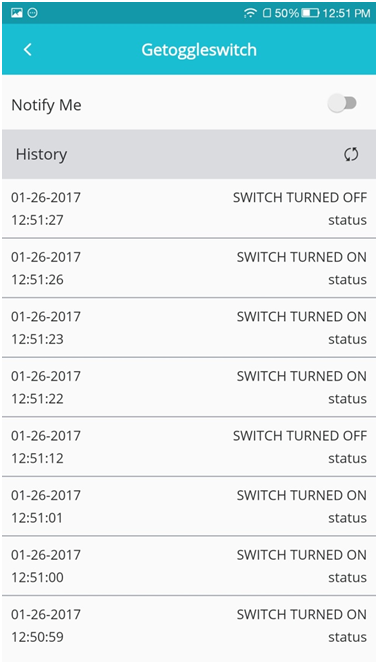 50% 12:51 PM
Getoggleswitch
Notify Me
History
01-26-2017 SWITCH TURNED OFF
12:51:27 status
01-26-2017 SWITCH TURNED ON
12:51:26 status
01-26-2017 SWITCH TURNED ON
12:51:23 status
01-26-2017 SWITCH TURNED ON
12:51:22 status
01-26-2017 SWITCH TURNED OFF
12:51:12 status
01-26-2017 SWITCH TURNED ON
12:51:01 status
01-26-2017 SWITCH TURNED ON
12:51:00 status
01-26-2017 SWITCH TURNED ON
12:50:59 status